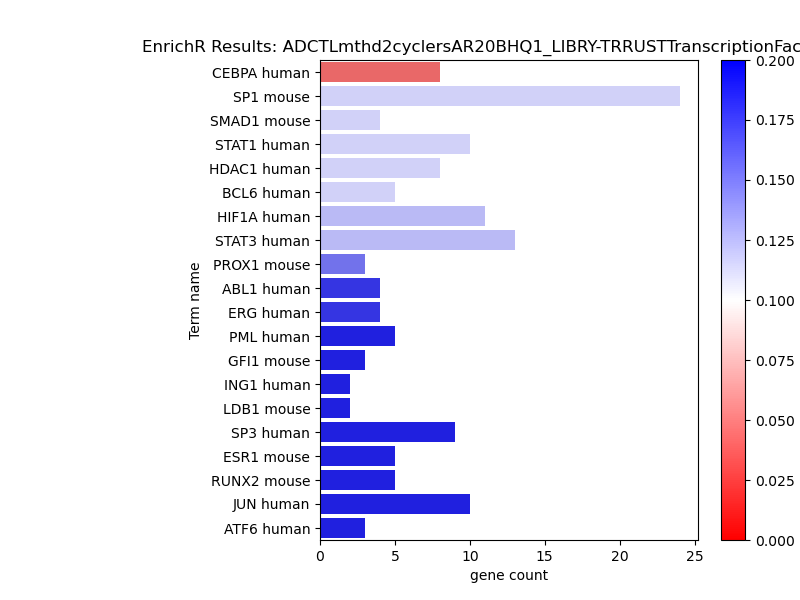 EnrichR Results: ADCTLmthd2cyclersAR20BHQ1_LIBRY-TRRUSTTranscriptionFac
CEBPA human
SP1 mouse
SMAD1 mouse
STAT1 human
HDAC1 human
BCL6 human
HIF1A human
STAT3 human
PROX1 mouse
ABL1 human
ERG human
PML human
GFI1 mouse
ING1 human
LDB1 mouse
SP3 human
ESR1 mouse
RUNX2 mouse
JUN human
ATF6 human
Term name
0 5 10 15 20 25
gene count
0.200
0.175
0.150
0.125
0.100
0.075
0.050
0.025
0.000